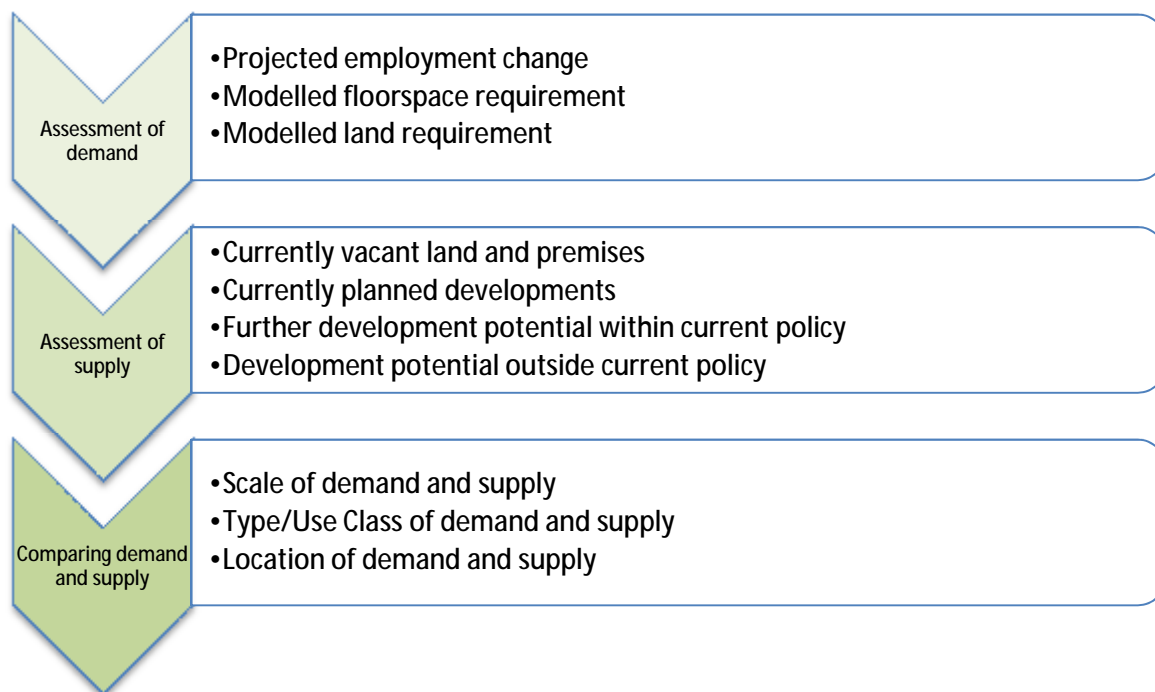 Assessment of
demand
•Projected employment change
•Modelled floorspace requirement
•Modelled land requirement
Assessment of
supply
•Currently vacant land and premises
•Currently planned developments
•Further development potential within current policy
•Development potential outside current policy
Comparing demand
and supply
•Scale of demand and supply
•Type/Use Class of demand and supply
•Location of demand and supply